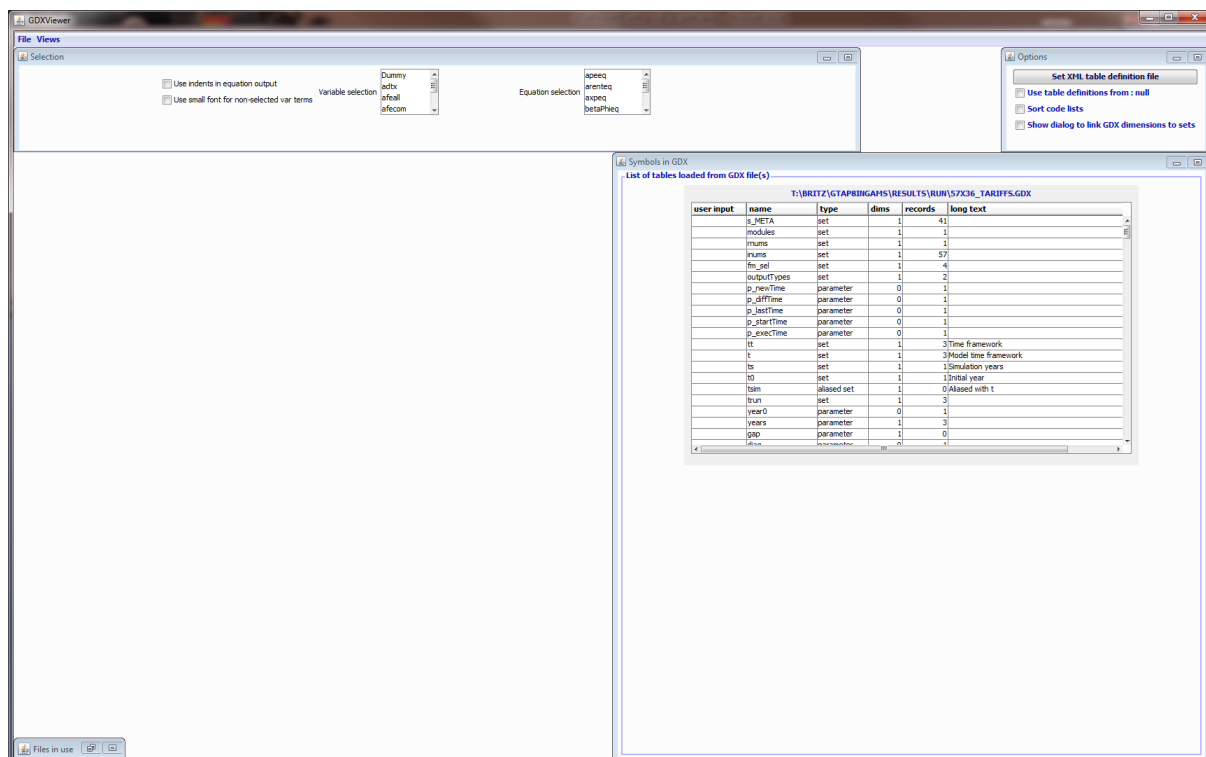 GDXViewer
File Views
Selection
Use indents in equation output
Use small font for non-selected var terms
Variable selection
Dummy
adtx
afeall
afecom
Equation selection
apeeq
arenteq
axpeq
betaPhieq
Options
Set XML table definition file
Use table definitions from : null
Sort code lists
Show dialog to link GDX dimensions to sets
Symbols in GDX
List of tables loaded from GDX file(s)
T:\BRITZ\GTAP8INGAMS\RESULTS\RUN\57X36_TARIFFS.GDX
user input name type dims records long text
s_META set 1 41
modules set 1 1
rnums set 1 1
inums set 1 57
fm_sel set 1 4
outputTypes set 1 2
p_newTime parameter 0 1
p_diffTime parameter 0 1
p_lastTime parameter 0 1
p_startTime parameter 0 1
p_execTime parameter 0 1
tt set 1 3 Time framework
t set 1 3 Model time framework
ts set 1 1 Simulation years
t0 set 1 1 Initial year
tsim aliased set 1 0 Aliased with t
trun set 1 3
year0 parameter 0 1
years parameter 1 3
gap parameter 1 0
diag parameter 0 1
Files in use